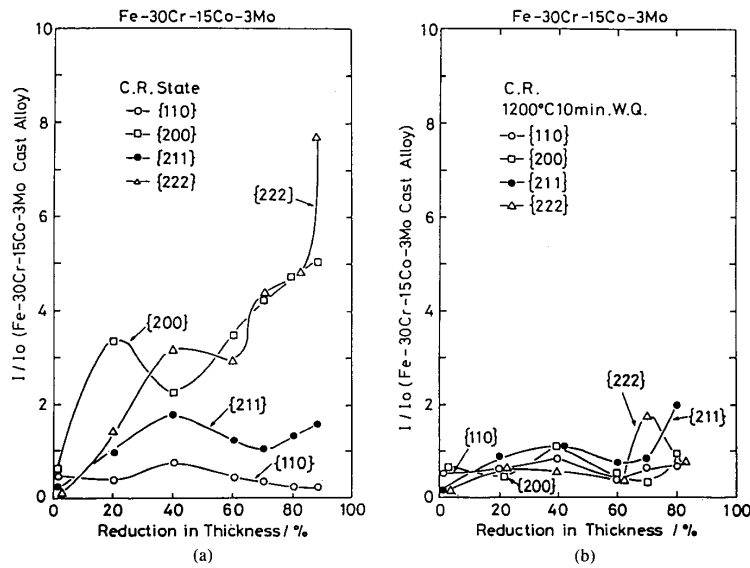 Fe-30Cr-15Co-3Mo
10
8
6
4
2
0
I/Io (Fe-30Cr-15Co-3Mo Cast Alloy)
C.R. State
{110}
{200}
{211}
{222}
{222}
{200}
{211}
{110}
0 20 40 60 80 100
Reduction in Thickness/%
(a)
Fe-30Cr-15Co-3Mo
10
8
6
4
2
0
I/Io (Fe-30Cr-15Co-3Mo Cast Alloy)
C.R.
1200°C10min.W.Q.
{110}
{200}
{211}
{222}
{222}
{211}
{110}
{200}
0 20 40 60 80 100
Reduction in Thickness/%
(b)